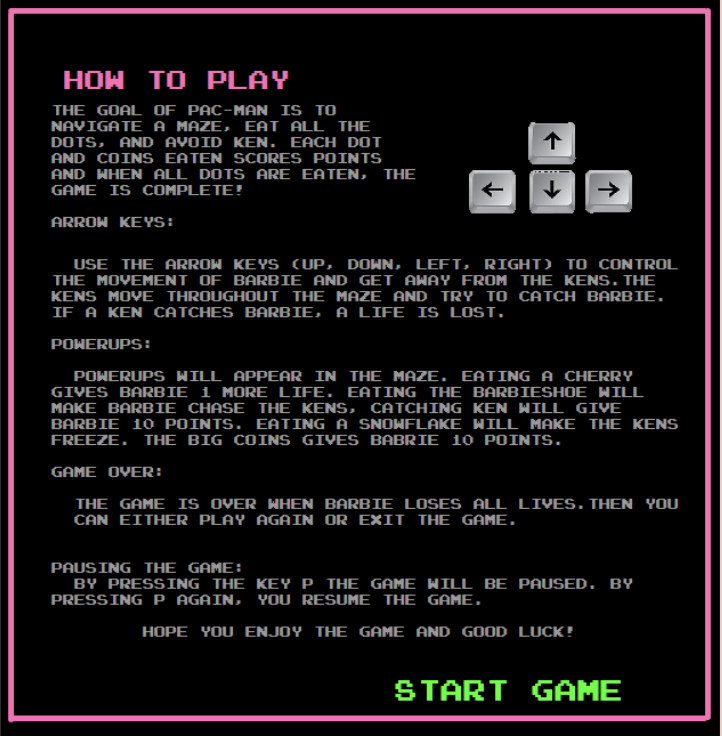 HOW TO PLAY
THE GOAL OF PAC-MAN IS TO
NAVIGATE A MAZE, EAT ALL THE
DOTS, AND AVOID KEN. EACH DOT
AND COINS EATEN SCORES POINTS
AND WHEN ALL DOTS ARE EATEN, THE
GAME IS COMPLETE!
↑
← ↓ →
ARROW KEYS:
USE THE ARROW KEYS (UP, DOWN, LEFT, RIGHT) TO CONTROL
THE MOVEMENT OF BARBIE AND GET AWAY FROM THE KENS.THE
KENS MOVE THROUGHOUT THE MAZE AND TRY TO CATCH BARBIE.
IF A KEN CATCHES BARBIE, A LIFE IS LOST.
POWERUPS:
POWERUPS WILL APPEAR IN THE MAZE. EATING A CHERRY
GIVES BARBIE 1 MORE LIFE. EATING THE BARBIESHOE WILL
MAKE BARBIE CHASE THE KENS, CATCHING KEN WILL GIVE
BARBIE 10 POINTS. EATING A SNOWFLAKE WILL MAKE THE KENS
FREEZE. THE BIG COINS GIVES BABRIE 10 POINTS.
GAME OVER:
THE GAME IS OVER WHEN BARBIE LOSES ALL LIVES.THEN YOU
CAN EITHER PLAY AGAIN OR EXIT THE GAME.
PAUSING THE GAME:
BY PRESSING THE KEY P THE GAME WILL BE PAUSED. BY
PRESSING P AGAIN, YOU RESUME THE GAME.
HOPE YOU ENJOY THE GAME AND GOOD LUCK!
START GAME